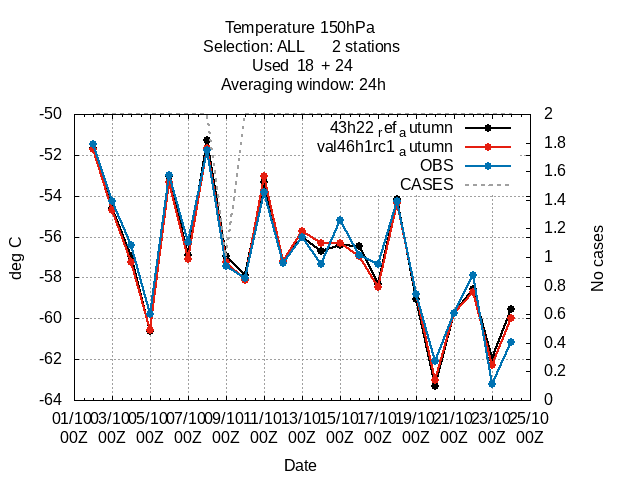 Temperature 150hPa
Selection: ALL 2 stations
Used 18 + 24
Averaging window: 24h
43h22 ref a utumn
val46h1rc1 a utumn
OBS
CASES
-50
-52
-54
-56
-58
-60
-62
-64
deg C
2
1.8
1.6
1.4
1.2
1
0.8
0.6
0.4
0.2
0
No cases
01/10 03/10 05/10 07/10 09/10 11/10 13/10 15/10 17/10 19/10 21/10 23/10 25/10
00Z 00Z 00Z 00Z 00Z 00Z 00Z 00Z 00Z 00Z 00Z 00Z 00Z
Date